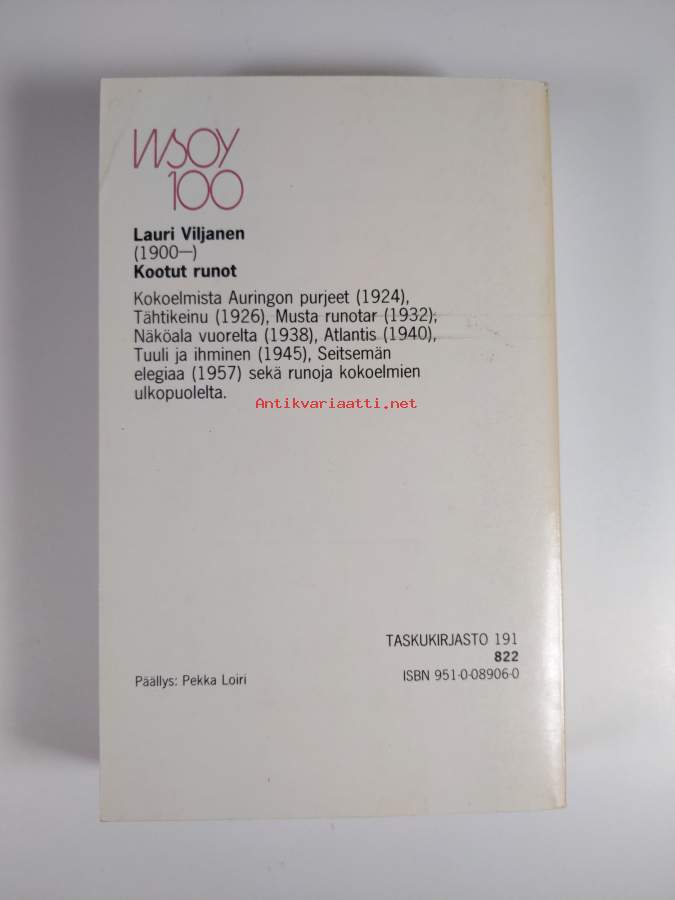 WSOY
100
Lauri Viljanen
(1900—)
Kootut runot
Kokoelmista Auringon purjeet (1924),
Tähtikeinu (1926), Musta runotar (1932),
Näköala vuorelta (1938), Atlantis (1940),
Tuuli ja ihminen (1945), Seitsemän
elegiaa (1957) sekä runoja kokoelmien
ulkopuolelta.
Antikvariaatti.net
TASKUKIRJASTO 191
822
Päällys: Pekka Loiri
ISBN 951-0-08906-0